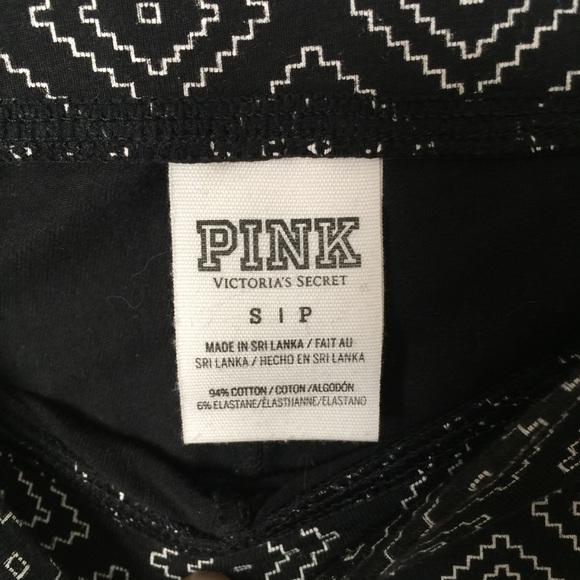 PINK
VICTORIA'S SECRET
S | P
MADE IN SRI LANKA / FAIT AU
SRI LANKA / HECHO EN SRI LANKA
94% COTTON / COTON /ALGODÓN
6% ELASTANE/ÉLASTHANNE/ELASTANO